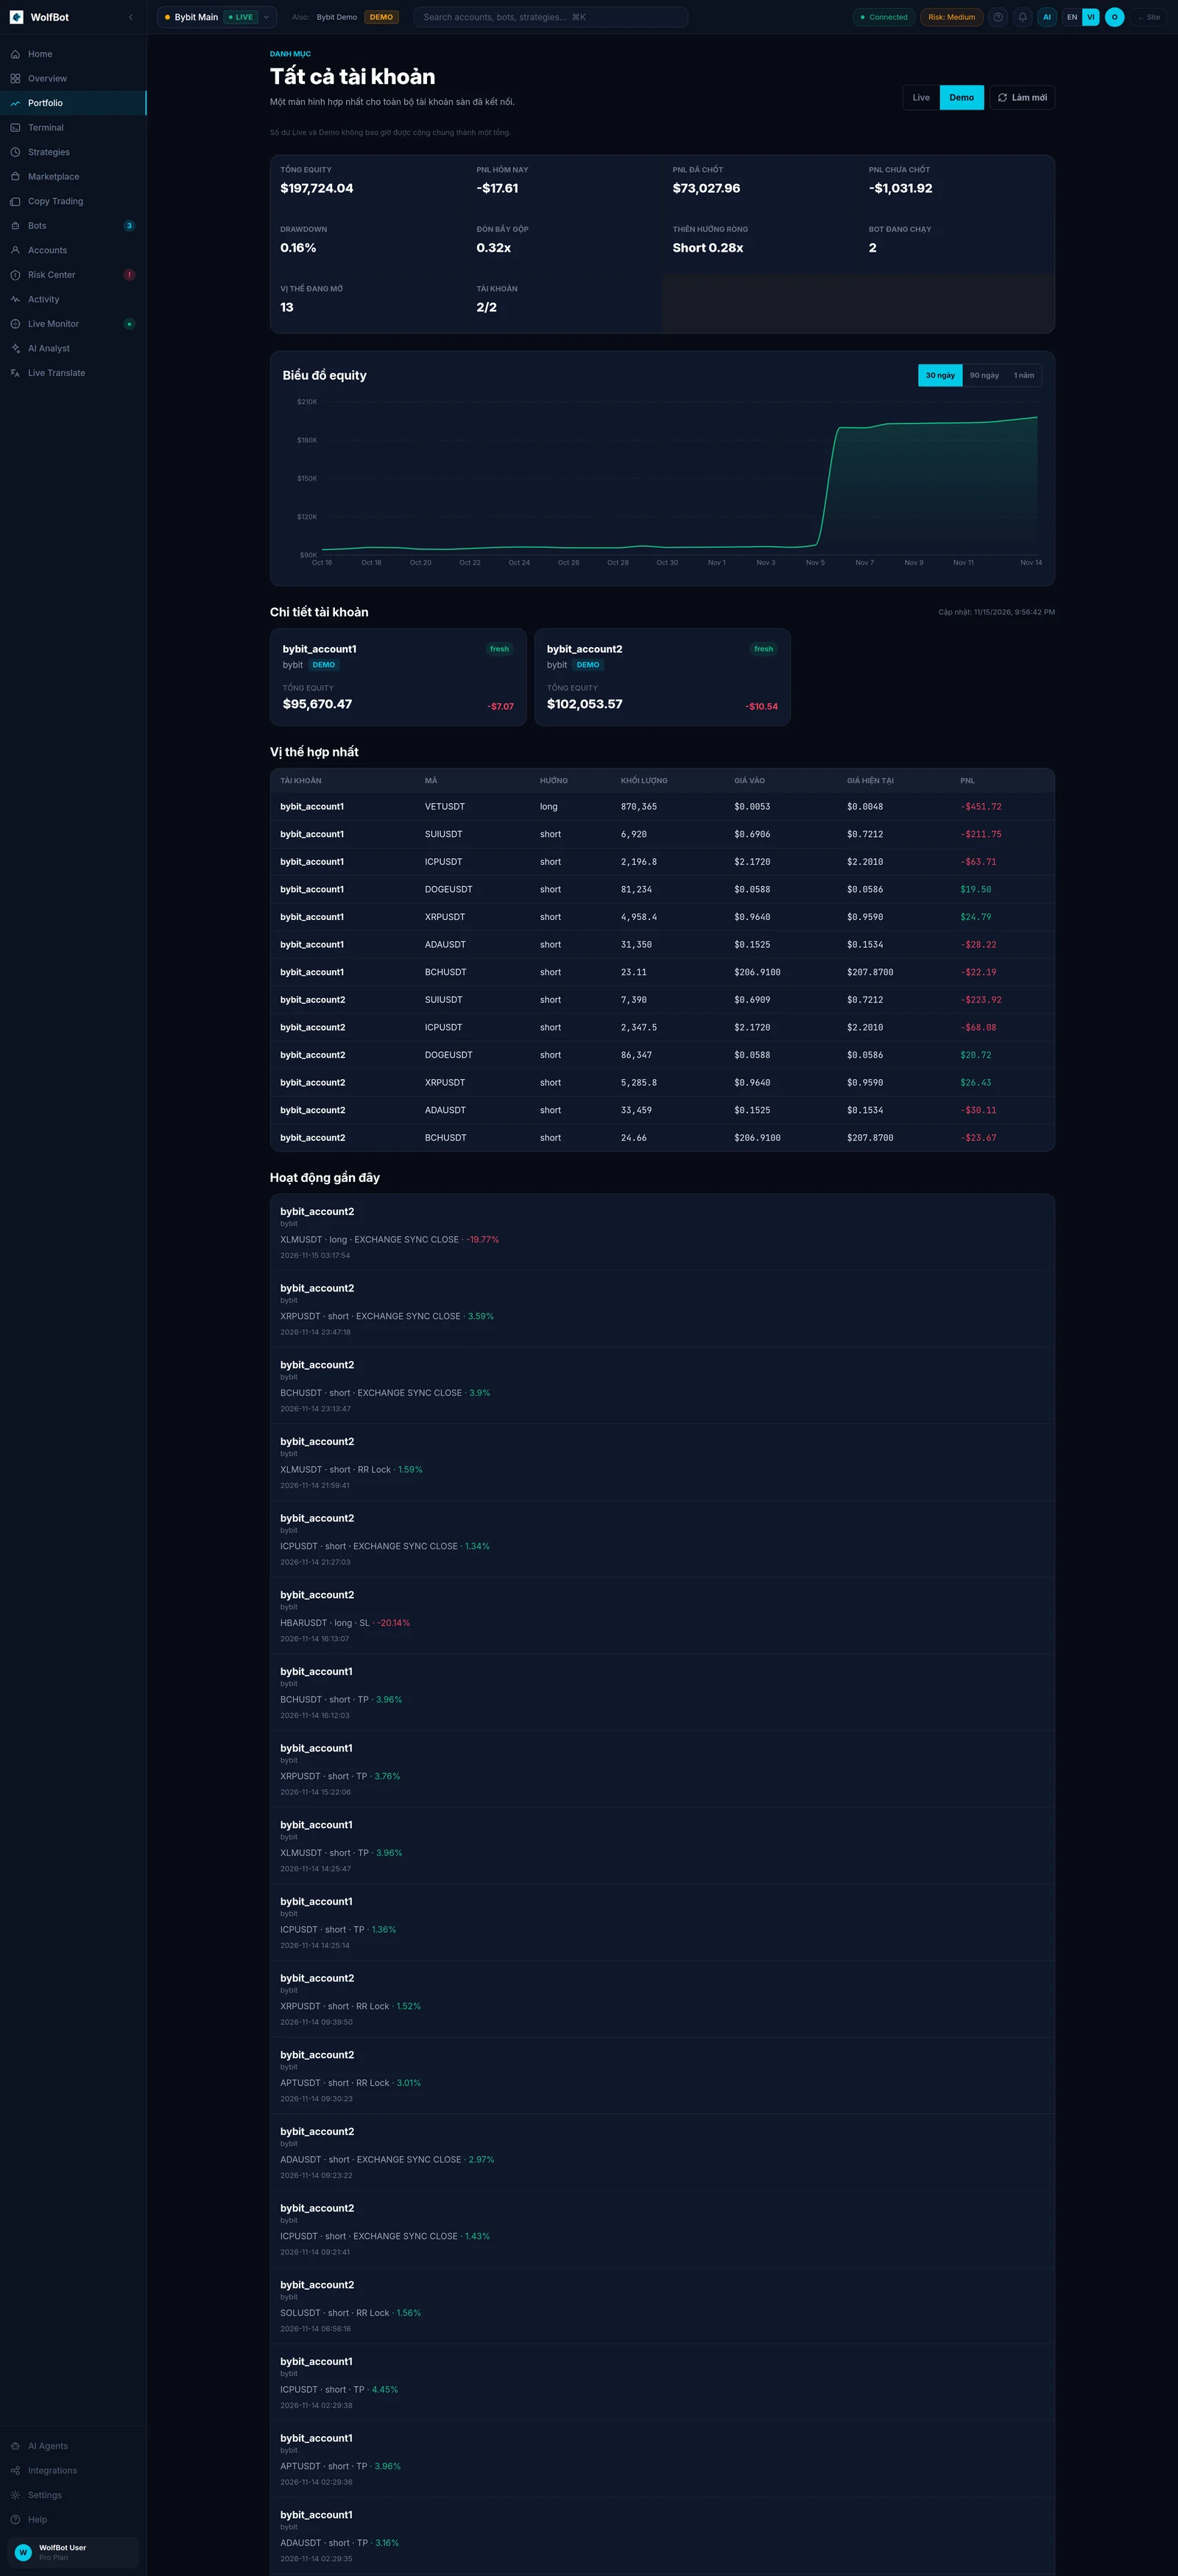 WolfBot
Bybit Main LIVE Also: Bybit Demo DEMO Search accounts, bots, strategies... ⌘K Connected Risk: Medium AI EN VI O ← Site
Home
Overview
Portfolio
Terminal
Strategies
Marketplace
Copy Trading
Bots 3
Accounts
Risk Center !
Activity
Live Monitor
AI Analyst
Live Translate
AI Agents
Integrations
Settings
Help
W WolfBot User
Pro Plan
DANH MỤC
Tất cả tài khoản
Một màn hình hợp nhất cho toàn bộ tài khoản sàn đã kết nối.
Live Demo Làm mới
Số dư Live và Demo không bao giờ được cộng chung thành một tổng.
TỔNG EQUITY PNL HÔM NAY PNL ĐÃ CHỐT PNL CHƯA CHỐT
$197,724.04 -$17.61 $73,027.96 -$1,031.92
DRAWDOWN ĐÒN BẨY GỘP THIÊN HƯỚNG RÒNG BOT ĐANG CHẠY
0.16% 0.32x Short 0.28x 2
VỊ THẾ ĐANG MỞ TÀI KHOẢN
13 2/2
Biểu đồ equity 30 ngày 90 ngày 1 năm
$210K
$180K
$150K
$120K
$90K
Oct 16 Oct 18 Oct 20 Oct 22 Oct 24 Oct 26 Oct 28 Oct 30 Nov 1 Nov 3 Nov 5 Nov 7 Nov 9 Nov 11 Nov 14
Chi tiết tài khoản Cập nhật: 11/15/2026, 9:56:42 PM
bybit_account1 fresh
bybit DEMO
TỔNG EQUITY
$95,670.47 -$7.07
bybit_account2 fresh
bybit DEMO
TỔNG EQUITY
$102,053.57 -$10.54
Vị thế hợp nhất
TÀI KHOẢN MÃ HƯỚNG KHỐI LƯỢNG GIÁ VÀO GIÁ HIỆN TẠI PNL
bybit_account1 VETUSDT long 870,365 $0.0053 $0.0048 -$451.72
bybit_account1 SUIUSDT short 6,920 $0.6906 $0.7212 -$211.75
bybit_account1 ICPUSDT short 2,196.8 $2.1720 $2.2010 -$63.71
bybit_account1 DOGEUSDT short 81,234 $0.0588 $0.0586 $19.50
bybit_account1 XRPUSDT short 4,958.4 $0.9640 $0.9590 $24.79
bybit_account1 ADAUSDT short 31,350 $0.1525 $0.1534 -$28.22
bybit_account1 BCHUSDT short 23.11 $206.9100 $207.8700 -$22.19
bybit_account2 SUIUSDT short 7,390 $0.6909 $0.7212 -$223.92
bybit_account2 ICPUSDT short 2,347.5 $2.1720 $2.2010 -$68.08
bybit_account2 DOGEUSDT short 86,347 $0.0588 $0.0586 $20.72
bybit_account2 XRPUSDT short 5,285.8 $0.9640 $0.9590 $26.43
bybit_account2 ADAUSDT short 33,459 $0.1525 $0.1534 -$30.11
bybit_account2 BCHUSDT short 24.66 $206.9100 $207.8700 -$23.67
Hoạt động gần đây
bybit_account2
bybit
XLMUSDT · long · EXCHANGE SYNC CLOSE · -19.77%
2026-11-15 03:17:54
bybit_account2
bybit
XRPUSDT · short · EXCHANGE SYNC CLOSE · 3.59%
2026-11-14 23:47:18
bybit_account2
bybit
BCHUSDT · short · EXCHANGE SYNC CLOSE · 3.9%
2026-11-14 23:13:47
bybit_account2
bybit
XLMUSDT · short · RR Lock · 1.59%
2026-11-14 21:59:41
bybit_account2
bybit
ICPUSDT · short · EXCHANGE SYNC CLOSE · 1.34%
2026-11-14 21:27:03
bybit_account2
bybit
HBARUSDT · long · SL · -20.14%
2026-11-14 16:13:07
bybit_account1
bybit
BCHUSDT · short · TP · 3.96%
2026-11-14 16:12:03
bybit_account1
bybit
XRPUSDT · short · TP · 3.76%
2026-11-14 15:22:06
bybit_account1
bybit
XLMUSDT · short · TP · 3.96%
2026-11-14 14:25:47
bybit_account1
bybit
ICPUSDT · short · TP · 1.36%
2026-11-14 14:25:14
bybit_account2
bybit
XRPUSDT · short · RR Lock · 1.52%
2026-11-14 09:39:50
bybit_account2
bybit
APTUSDT · short · RR Lock · 3.01%
2026-11-14 09:30:23
bybit_account2
bybit
ADAUSDT · short · EXCHANGE SYNC CLOSE · 2.97%
2026-11-14 09:23:22
bybit_account2
bybit
ICPUSDT · short · EXCHANGE SYNC CLOSE · 1.43%
2026-11-14 09:21:41
bybit_account2
bybit
SOLUSDT · short · RR Lock · 1.56%
2026-11-14 06:56:16
bybit_account1
bybit
ICPUSDT · short · TP · 4.45%
2026-11-14 02:29:38
bybit_account1
bybit
APTUSDT · short · TP · 3.96%
2026-11-14 02:29:36
bybit_account1
bybit
ADAUSDT · short · TP · 3.16%
2026-11-14 02:29:35